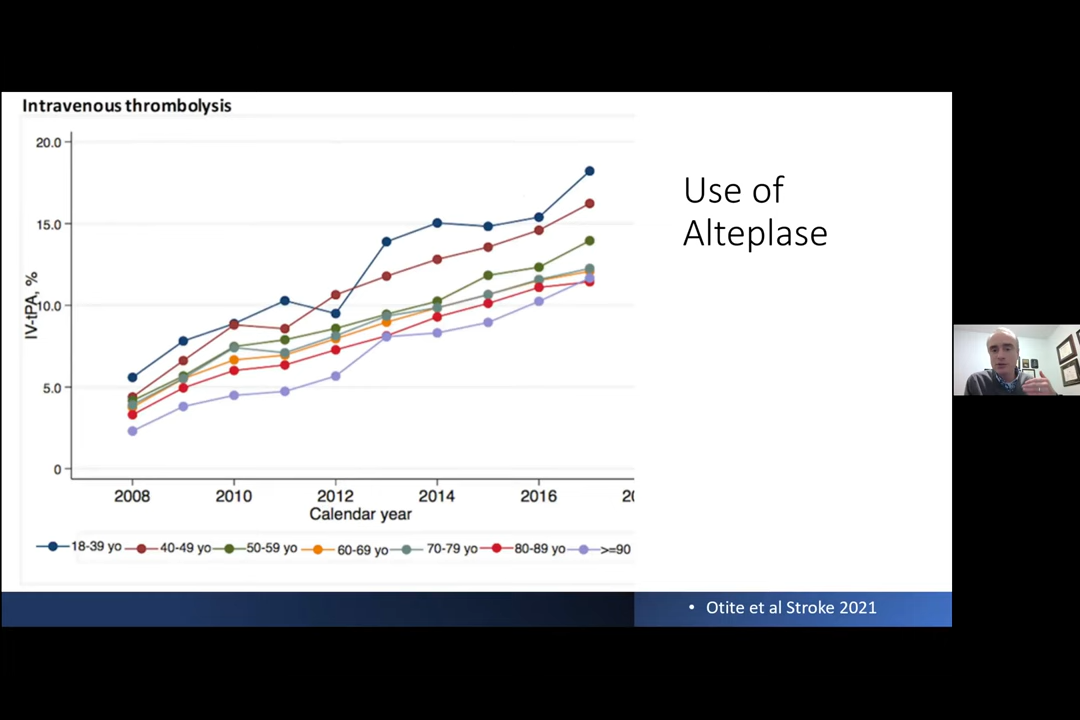 Intravenous thrombolysis
20.0
15.0
10.0
5.0
0
IV-tPA, %
2008 2010 2012 2014 2016 20
Calendar year
18-39 yo 40-49 yo 50-59 yo 60-69 yo 70-79 yo 80-89 yo >=90
Use of
Alteplase
• Otite et al Stroke 2021